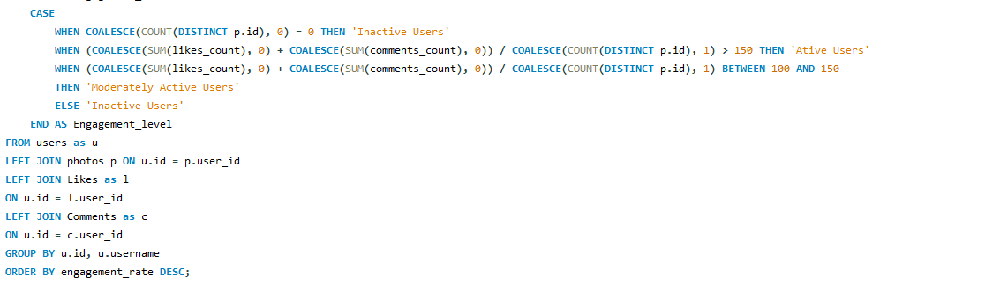 CASE
WHEN COALESCE(COUNT(DISTINCT p.id), 0) = 0 THEN 'Inactive Users'
WHEN (COALESCE(SUM(likes_count), 0) + COALESCE(SUM(comments_count), 0)) / COALESCE(COUNT(DISTINCT p.id), 1) > 150 THEN 'Ative Users'
WHEN (COALESCE(SUM(likes_count), 0) + COALESCE(SUM(comments_count), 0)) / COALESCE(COUNT(DISTINCT p.id), 1) BETWEEN 100 AND 150
THEN 'Moderately Active Users'
ELSE 'Inactive Users'
END AS Engagement_level
FROM users as u
LEFT JOIN photos p ON u.id = p.user_id
LEFT JOIN Likes as l
ON u.id = l.user_id
LEFT JOIN Comments as c
ON u.id = c.user_id
GROUP BY u.id, u.username
ORDER BY engagement_rate DESC;